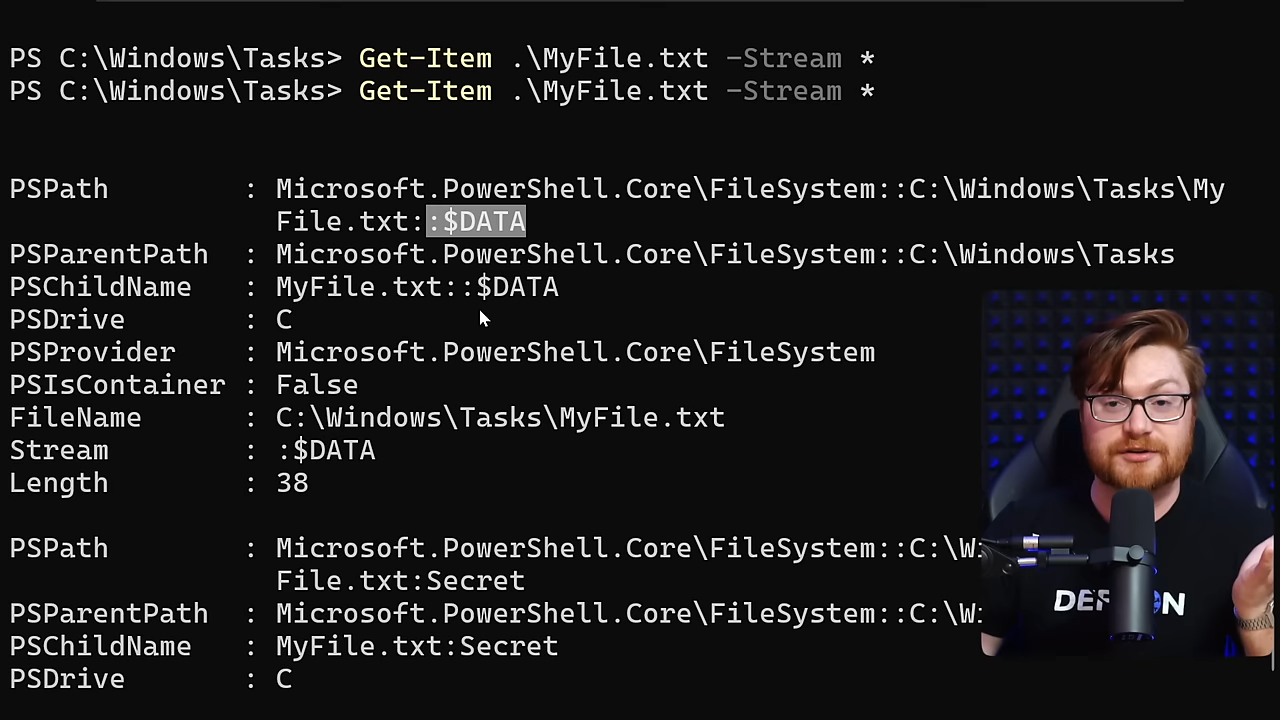 PS C:\Windows\Tasks> Get-Item .\MyFile.txt -Stream *
PS C:\Windows\Tasks> Get-Item .\MyFile.txt -Stream *
PSPath : Microsoft.PowerShell.Core\FileSystem::C:\Windows\Tasks\My
File.txt::$DATA
PSParentPath : Microsoft.PowerShell.Core\FileSystem::C:\Windows\Tasks
PSChildName : MyFile.txt::$DATA
PSDrive : C
PSProvider : Microsoft.PowerShell.Core\FileSystem
PSIsContainer : False
FileName : C:\Windows\Tasks\MyFile.txt
Stream : :$DATA
Length : 38
PSPath : Microsoft.PowerShell.Core\FileSystem::C:\Wi
File.txt:Secret
PSParentPath : Microsoft.PowerShell.Core\FileSystem::C:\Wi
PSChildName : MyFile.txt:Secret
PSDrive : C